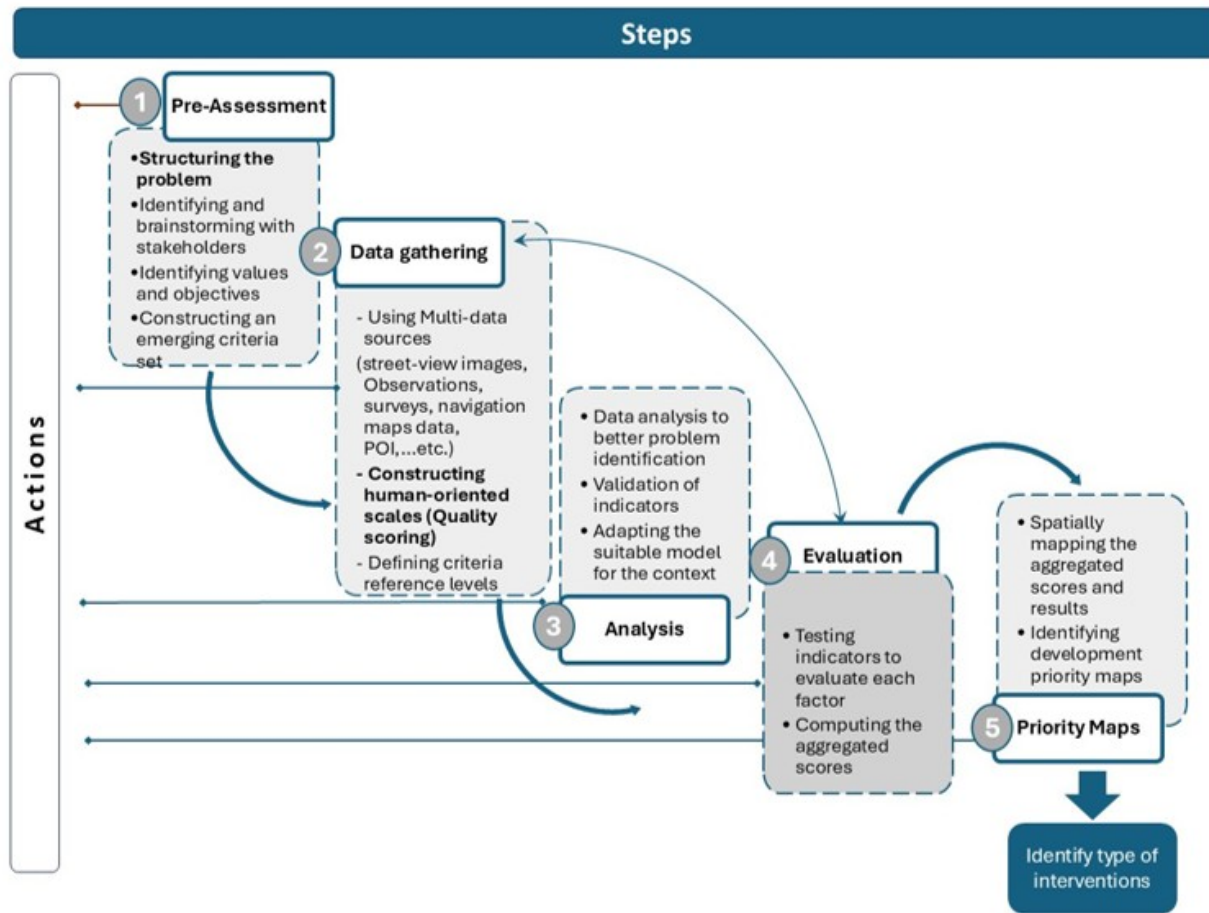 Steps
Actions
1
Pre-Assessment
•Structuring the
problem
•Identifying and
brainstorming with
stakeholders
•Identifying values
and objectives
•Constructing an
emerging criteria
set
2
Data gathering
- Using Multi-data
sources
(street-view images,
Observations,
surveys, navigation
maps data,
POI,...etc.)
- Constructing
human-oriented
scales (Quality
scoring)
- Defining criteria
reference levels
• Data analysis to
better problem
identification
• Validation of
indicators
• Adapting the
suitable model
for the context
3
Analysis
4
Evaluation
• Testing
indicators to
evaluate each
factor
• Computing the
aggregated
scores
• Spatially
mapping the
aggregated
scores and
results
• Identifying
development
priority maps
5
Priority Maps
Identify type of
interventions